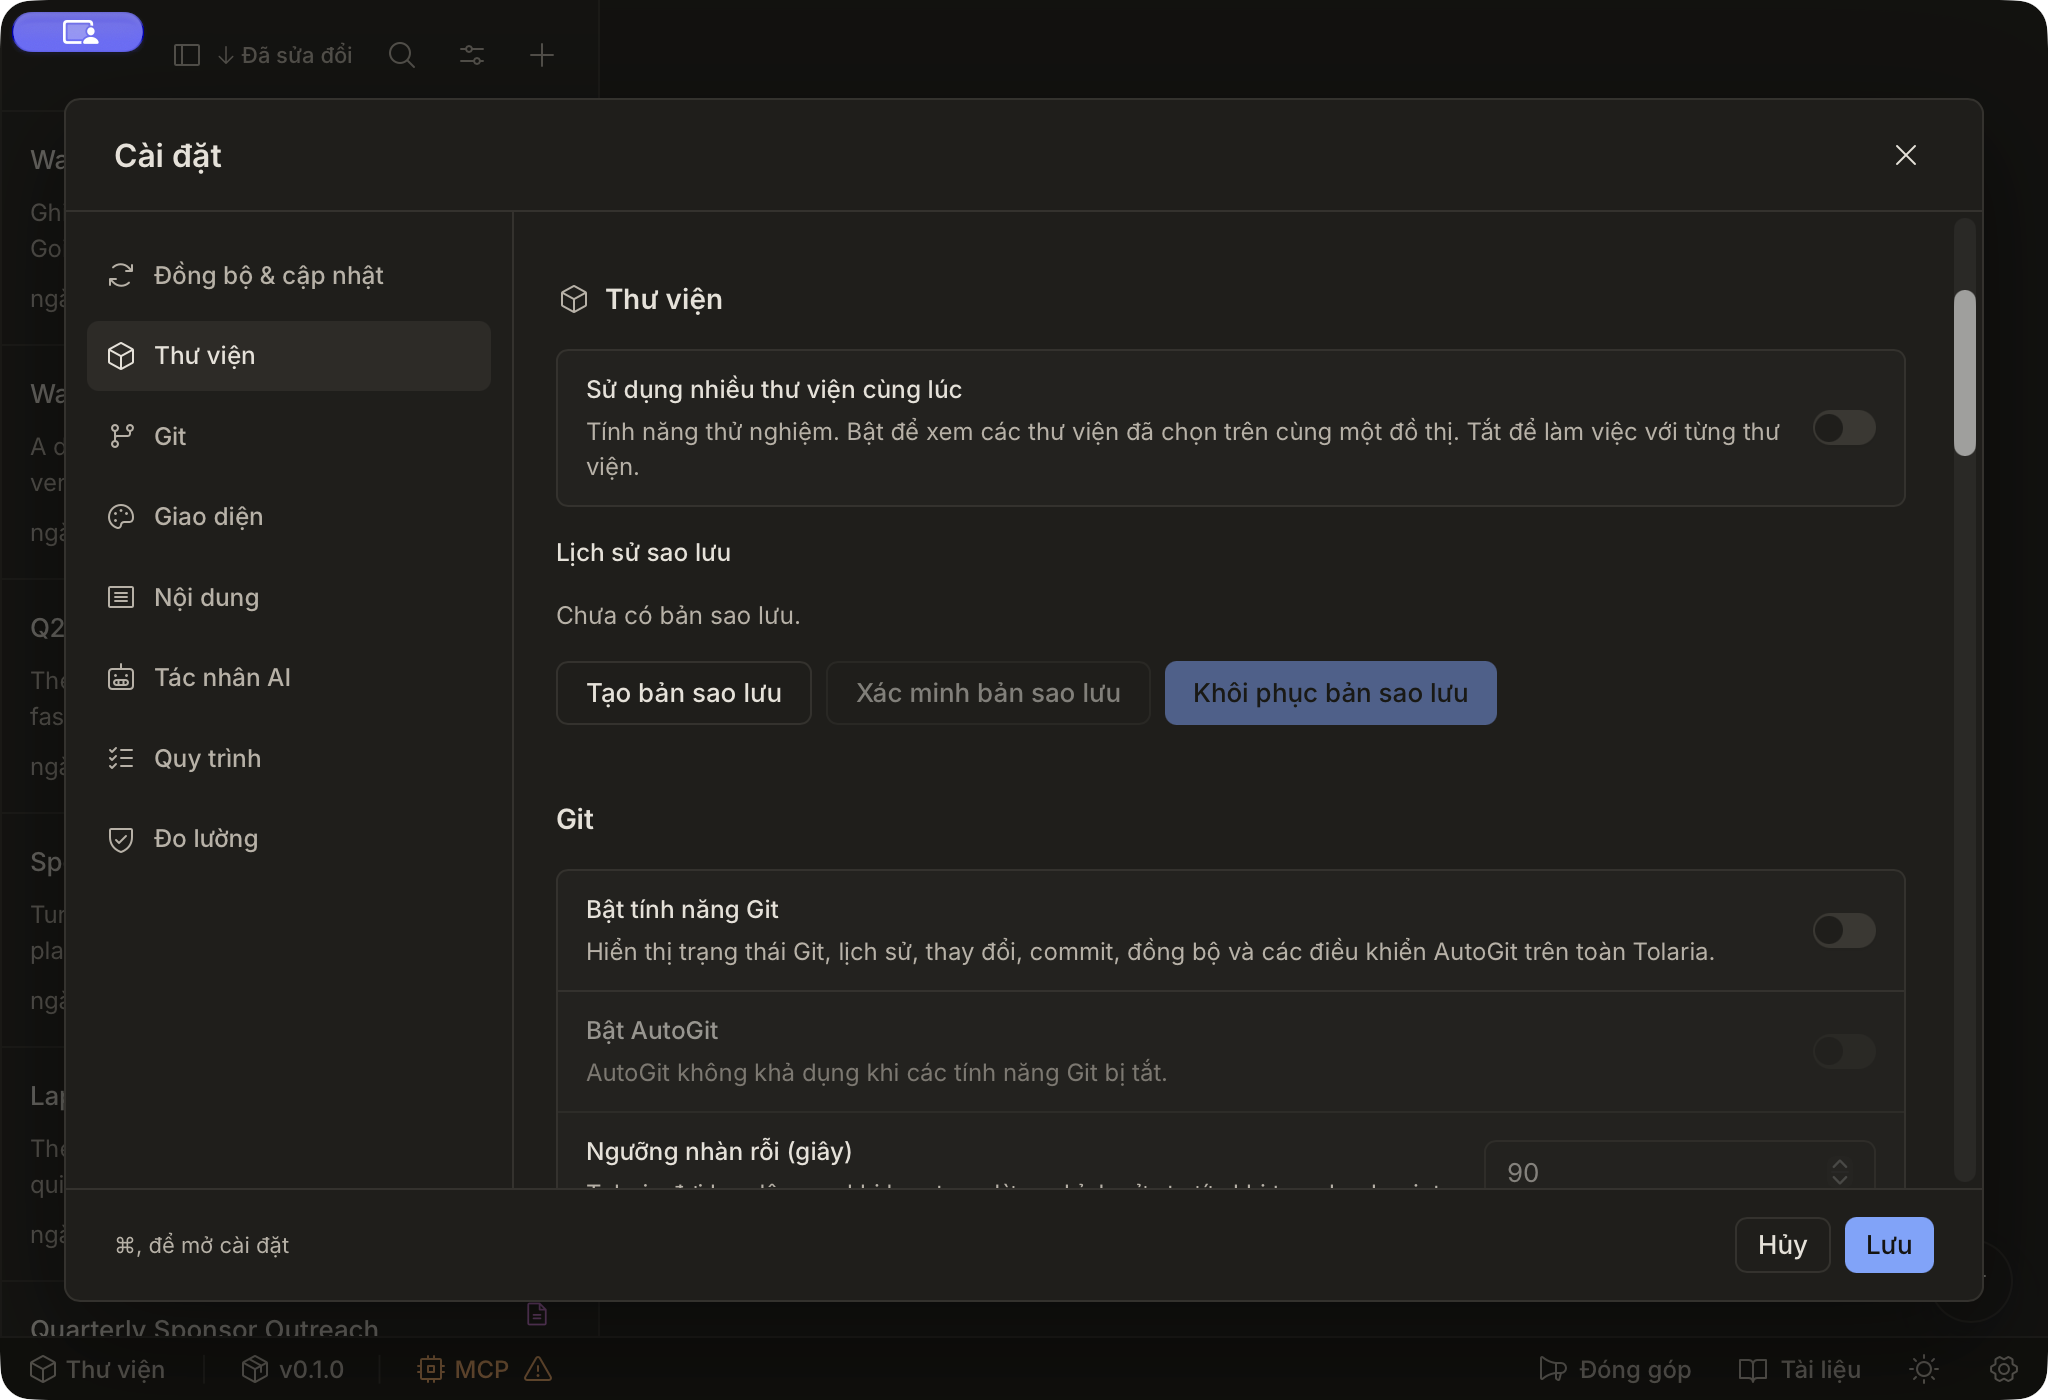 Đã sửa đổi
Cài đặt
Đồng bộ & cập nhật
Thư viện
Git
Giao diện
Nội dung
Tác nhân AI
Quy trình
Đo lường
Thư viện
Sử dụng nhiều thư viện cùng lúc
Tính năng thử nghiệm. Bật để xem các thư viện đã chọn trên cùng một đồ thị. Tắt để làm việc với từng thư
viện.
Lịch sử sao lưu
Chưa có bản sao lưu.
Tạo bản sao lưu
Xác minh bản sao lưu
Khôi phục bản sao lưu
Git
Bật tính năng Git
Hiển thị trạng thái Git, lịch sử, thay đổi, commit, đồng bộ và các điều khiển AutoGit trên toàn Tolaria.
Bật AutoGit
AutoGit không khả dụng khi các tính năng Git bị tắt.
Ngưỡng nhàn rỗi (giây)
90
⌘, để mở cài đặt
Hủy
Lưu
Quarterly Sponsor Outreach
Thư viện
v0.1.0
MCP
Đóng góp
Tài liệu